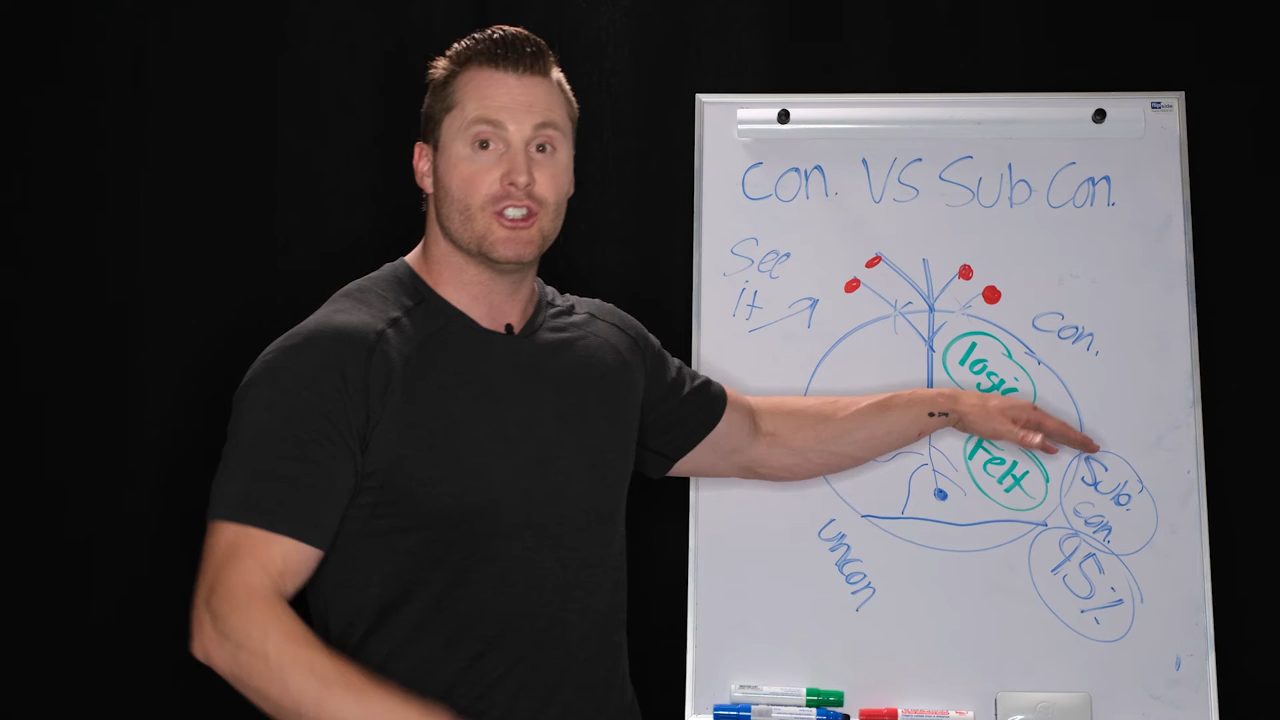 Con. VS Sub Con.
See
it
Con.
logic
Felt
Sub.
con.
95%
uncon